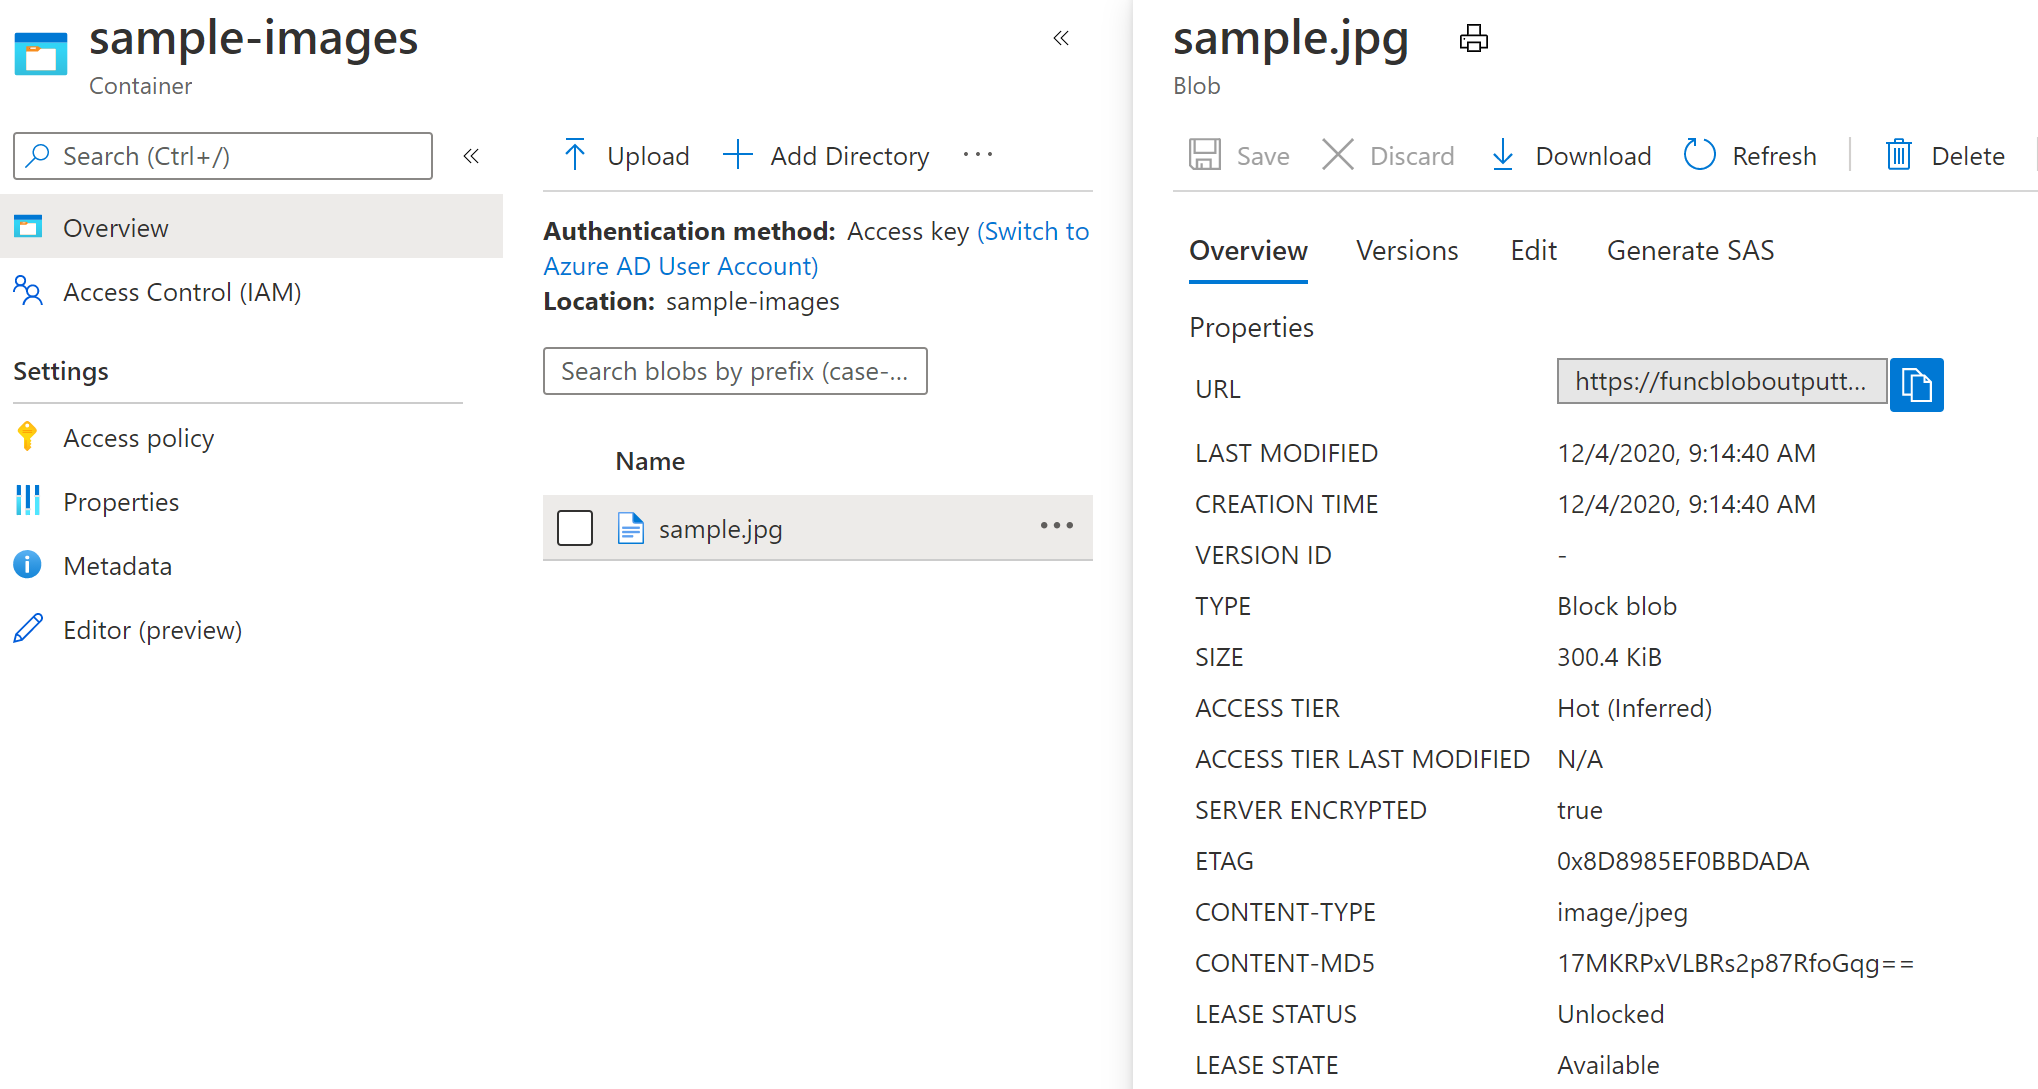 sample-images
Container
Search (Ctrl+/)
Overview
Access Control (IAM)
Settings
Access policy
Properties
Metadata
Editor (preview)
Upload
Add Directory
Authentication method: Access key (Switch to
Azure AD User Account)
Location: sample-images
Search blobs by prefix (case-...
Name
sample.jpg
sample.jpg
Blob
Save
Discard
Download
Refresh
Delete
Overview
Versions
Edit
Generate SAS
Properties
URL https://funcbloboutputt...
LAST MODIFIED 12/4/2020, 9:14:40 AM
CREATION TIME 12/4/2020, 9:14:40 AM
VERSION ID -
TYPE Block blob
SIZE 300.4 KiB
ACCESS TIER Hot (Inferred)
ACCESS TIER LAST MODIFIED N/A
SERVER ENCRYPTED true
ETAG 0x8D8985EF0BBDADA
CONTENT-TYPE image/jpeg
CONTENT-MD5 17MKRPxVLBRs2p87RfoGqg==
LEASE STATUS Unlocked
LEASE STATE Available